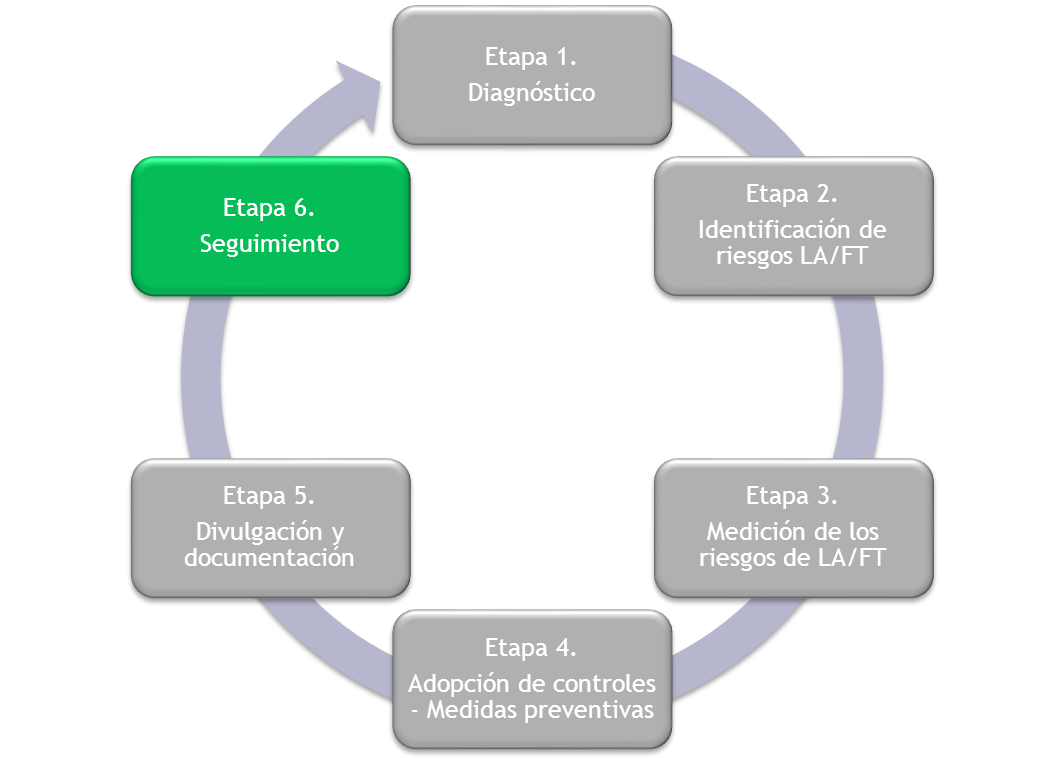 Etapa 1.
Diagnóstico
Etapa 2.
Identificación de
riesgos LA/FT
Etapa 3.
Medición de los
riesgos de LA/FT
Etapa 4.
Adopción de controles
- Medidas preventivas
Etapa 5.
Divulgación y
documentación
Etapa 6.
Seguimiento